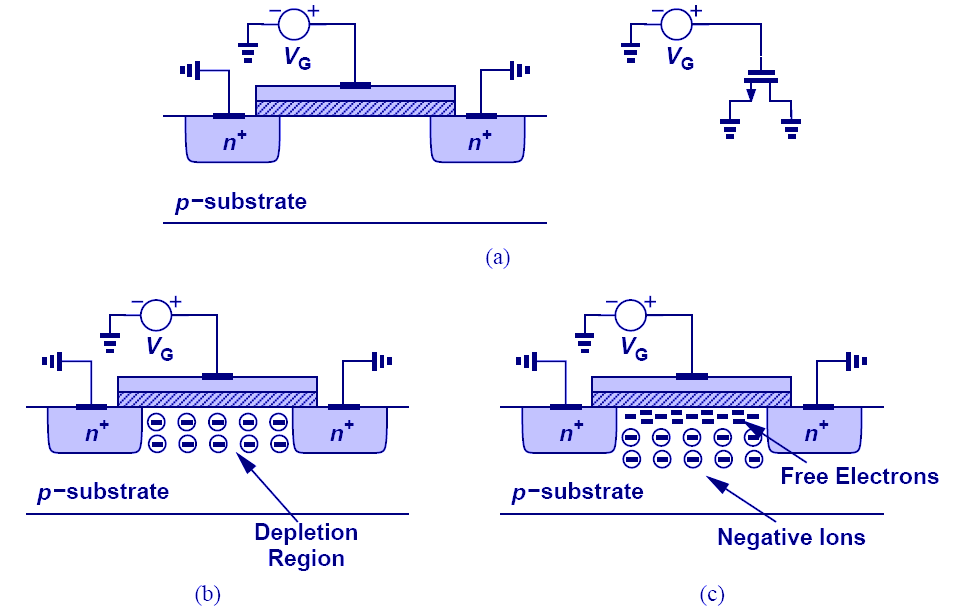 − +
V_G
n⁺
n⁺
p−substrate
− +
V_G
(a)
− +
V_G
n⁺
n⁺
p−substrate
Depletion
Region
(b)
− +
V_G
n⁺
n⁺
p−substrate
Free Electrons
Negative Ions
(c)